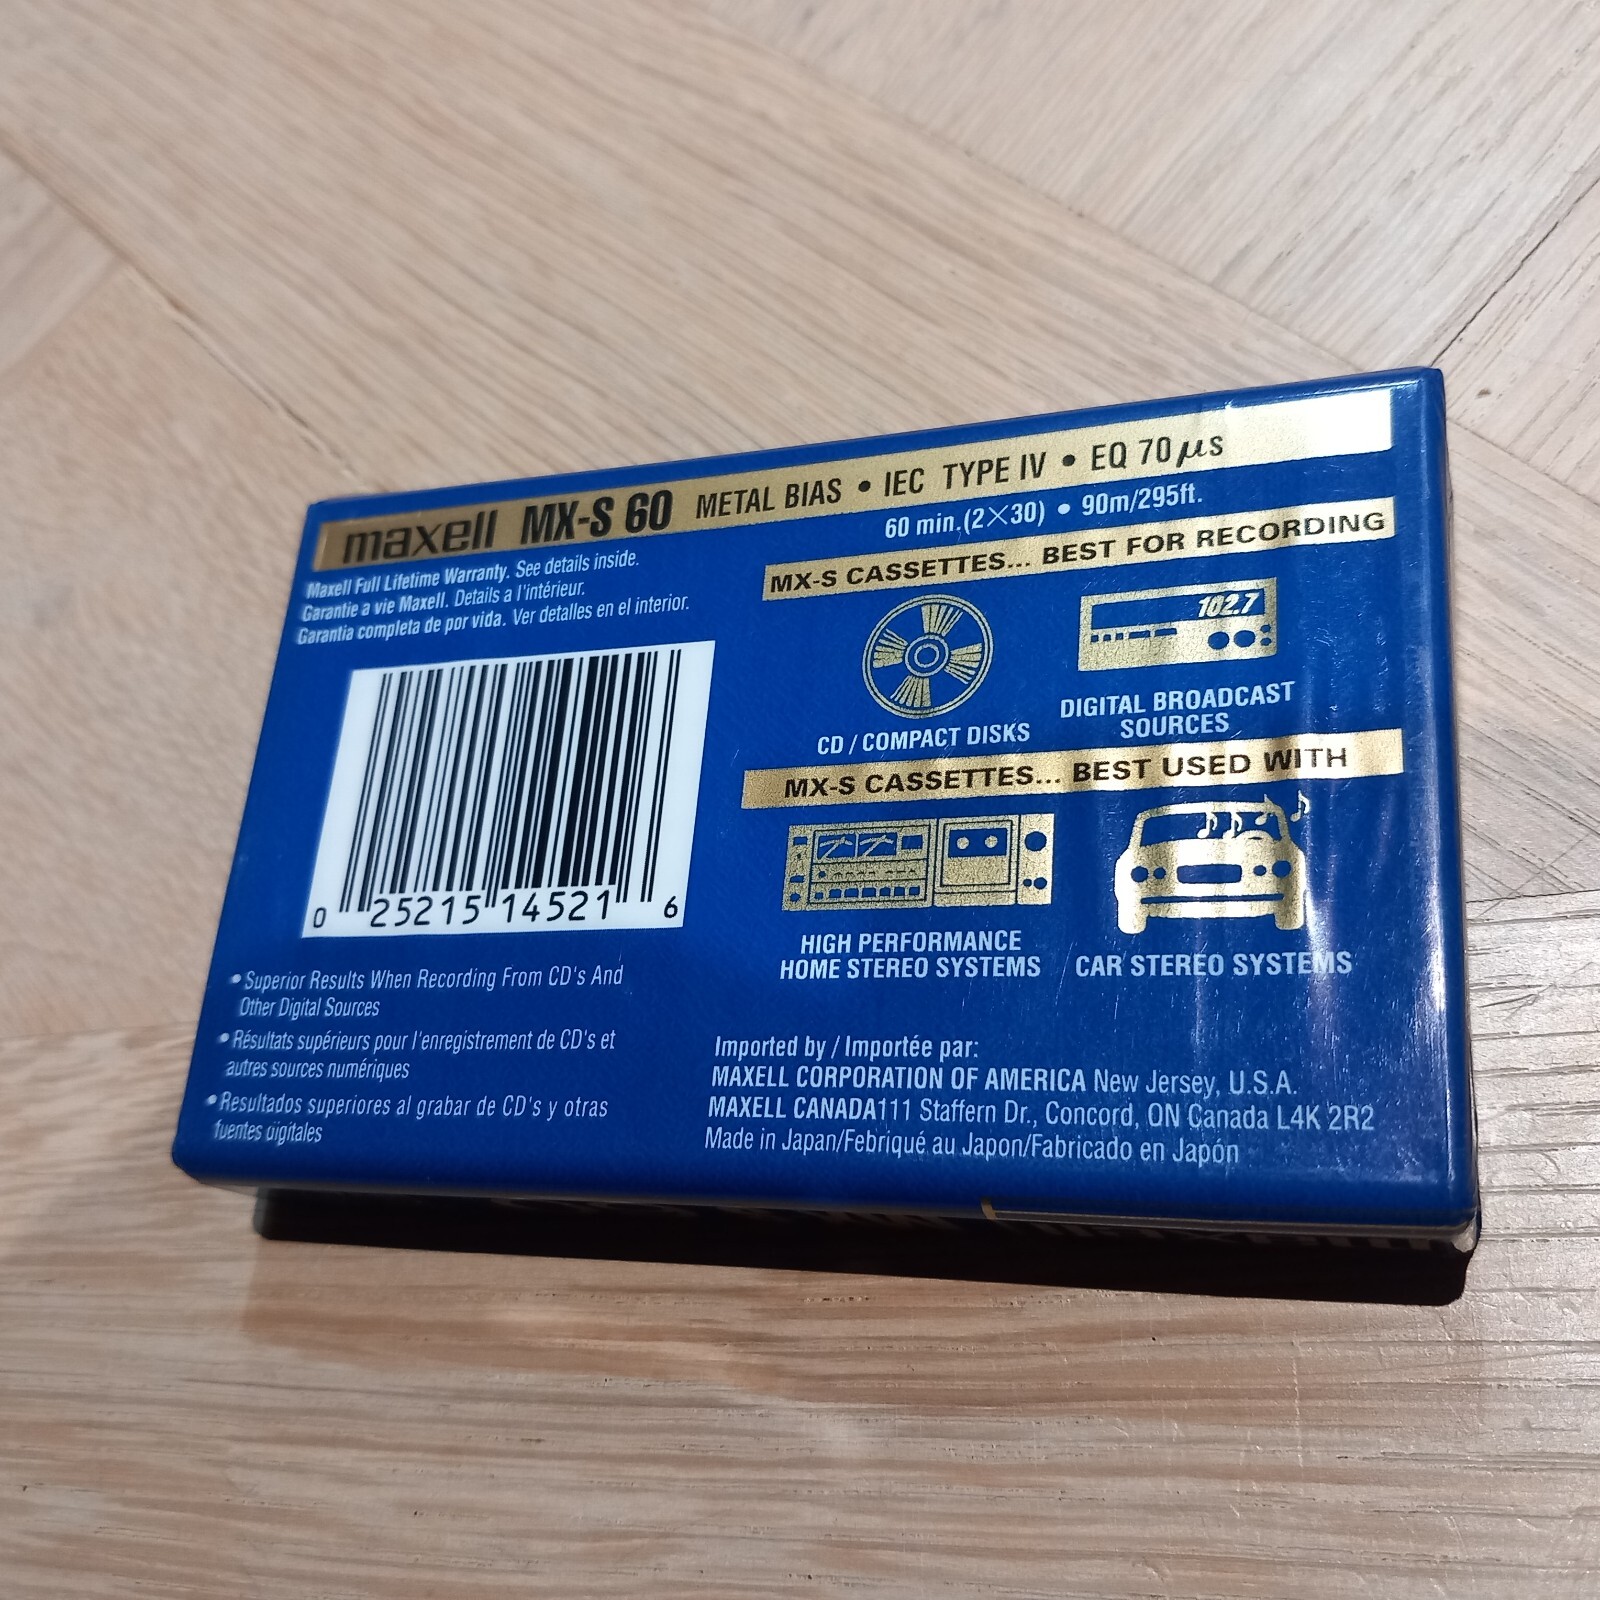 maxell MX-S 60 METAL BIAS • IEC TYPE IV • EQ 70 µs
60 min.(2×30) • 90m/295ft.
Maxell Full Lifetime Warranty. See details inside.
Garantie a vie Maxell. Details a l'intérieur.
Garantia completa de por vida. Ver detalles en el interior.
MX-S CASSETTES... BEST FOR RECORDING
102.7
CD / COMPACT DISKS
DIGITAL BROADCAST
SOURCES
MX-S CASSETTES... BEST USED WITH
HIGH PERFORMANCE
HOME STEREO SYSTEMS
CAR STEREO SYSTEMS
0 25215 14521 6
• Superior Results When Recording From CD's And
Other Digital Sources
• Résultats supérieurs pour l'enregistrement de CD's et
autres sources numériques
• Resultados superiores al grabar de CD's y otras
fuentes digitales
Imported by / Importée par:
MAXELL CORPORATION OF AMERICA New Jersey, U.S.A.
MAXELL CANADA111 Staffern Dr., Concord, ON Canada L4K 2R2
Made in Japan/Febriqué au Japon/Fabricado en Japón